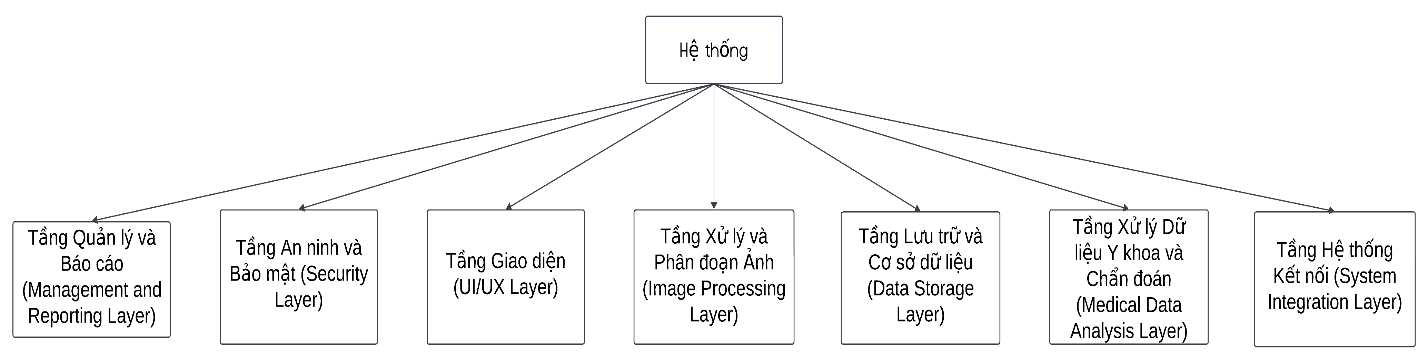 Hệ thống
Tầng Quản lý và
Báo cáo
(Management and
Reporting Layer)
Tầng An ninh và
Bảo mật (Security
Layer)
Tầng Giao diện
(UI/UX Layer)
Tầng Xử lý và
Phân đoạn Ảnh
(Image Processing
Layer)
Tầng Lưu trữ và
Cơ sở dữ liệu
(Data Storage
Layer)
Tầng Xử lý Dữ
liệu Y khoa và
Chẩn đoán
(Medical Data
Analysis Layer)
Tầng Hệ thống
Kết nối (System
Integration Layer)